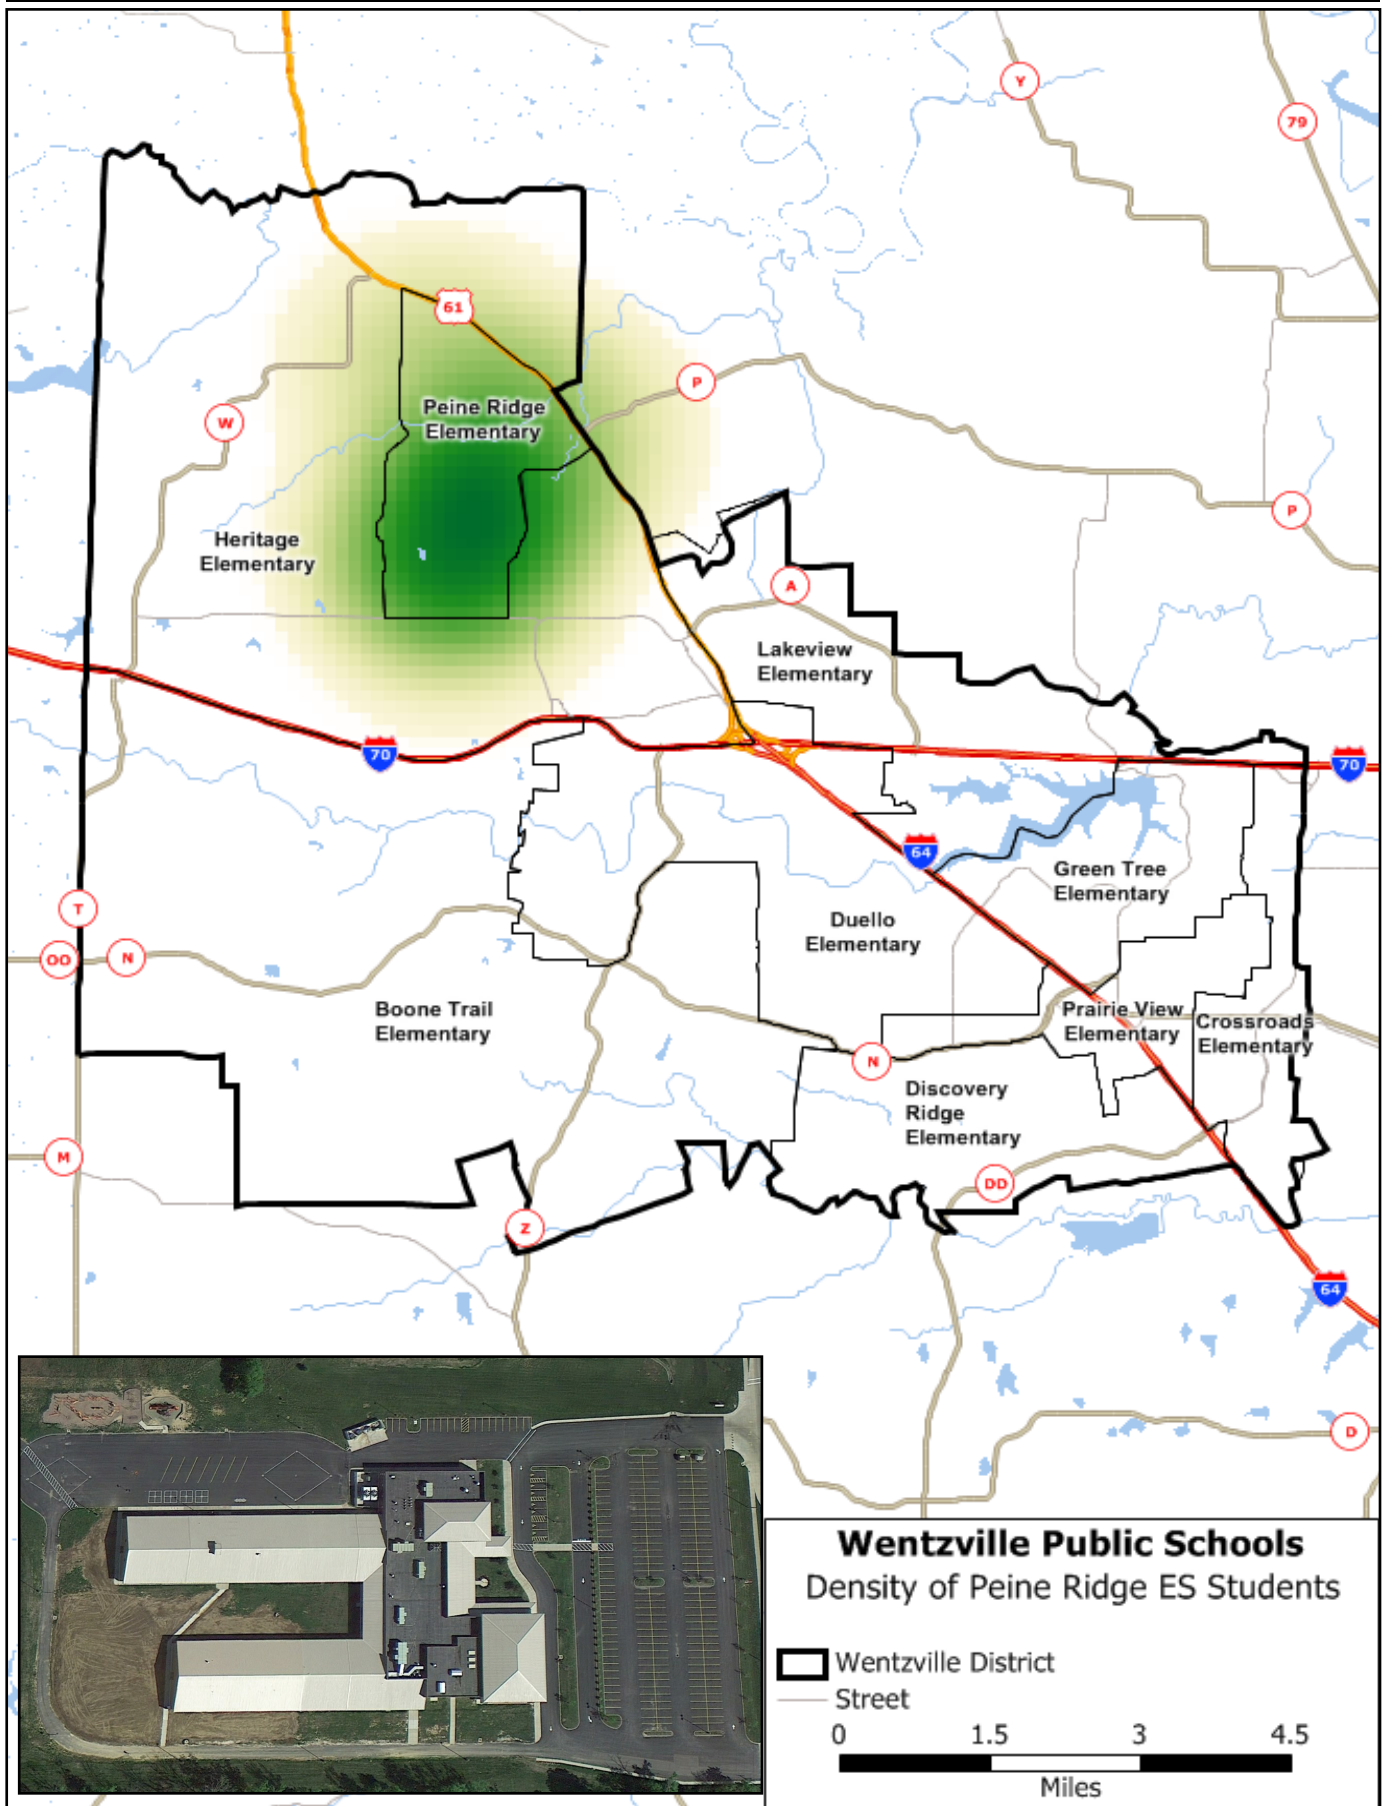 Y
79
61
P
W
Peine Ridge
Elementary
P
Heritage
Elementary
A
Lakeview
Elementary
70
70
64
Green Tree
Elementary
T
Duello
Elementary
OO
N
Boone Trail
Elementary
Prairie View
Elementary
Crossroads
Elementary
N
Discovery
Ridge
Elementary
M
DD
Z
64
D
Wentzville Public Schools
Density of Peine Ridge ES Students
Wentzville District
Street
0 1.5 3 4.5
Miles